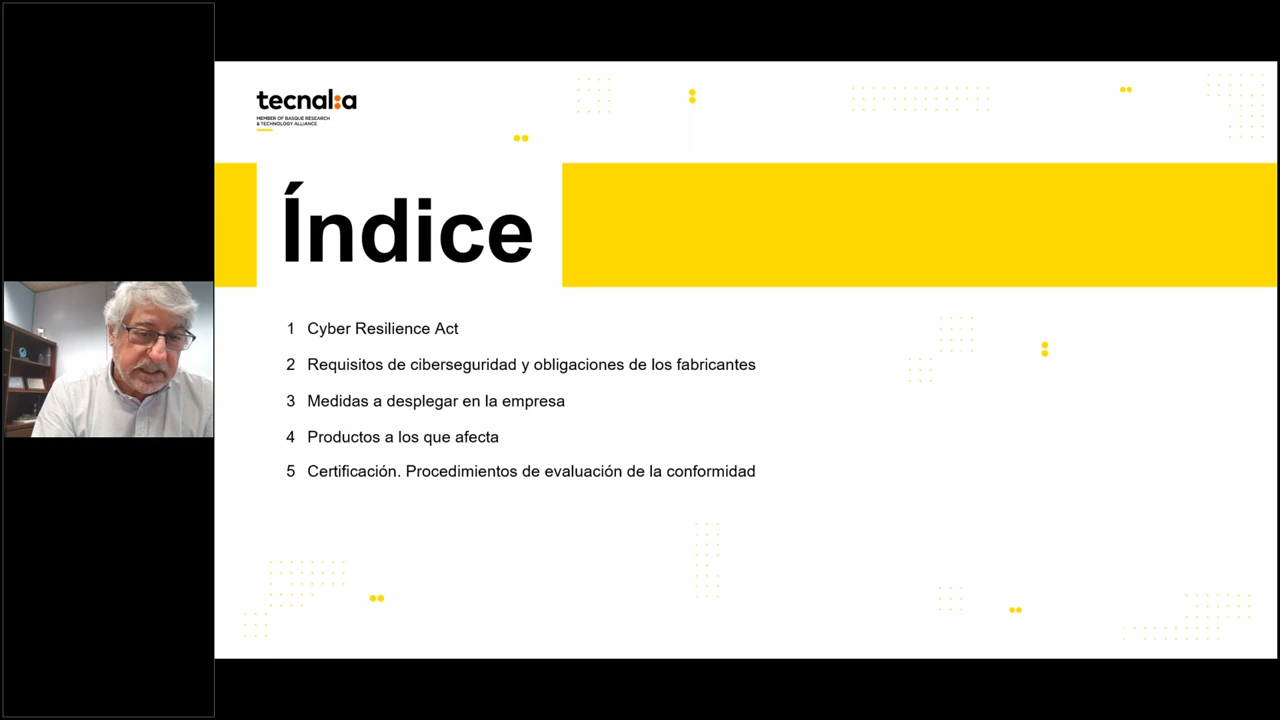 tecnal:a
MEMBER OF BASQUE RESEARCH
& TECHNOLOGY ALLIANCE
Índice
1 Cyber Resilience Act
2 Requisitos de ciberseguridad y obligaciones de los fabricantes
3 Medidas a desplegar en la empresa
4 Productos a los que afecta
5 Certificación. Procedimientos de evaluación de la conformidad